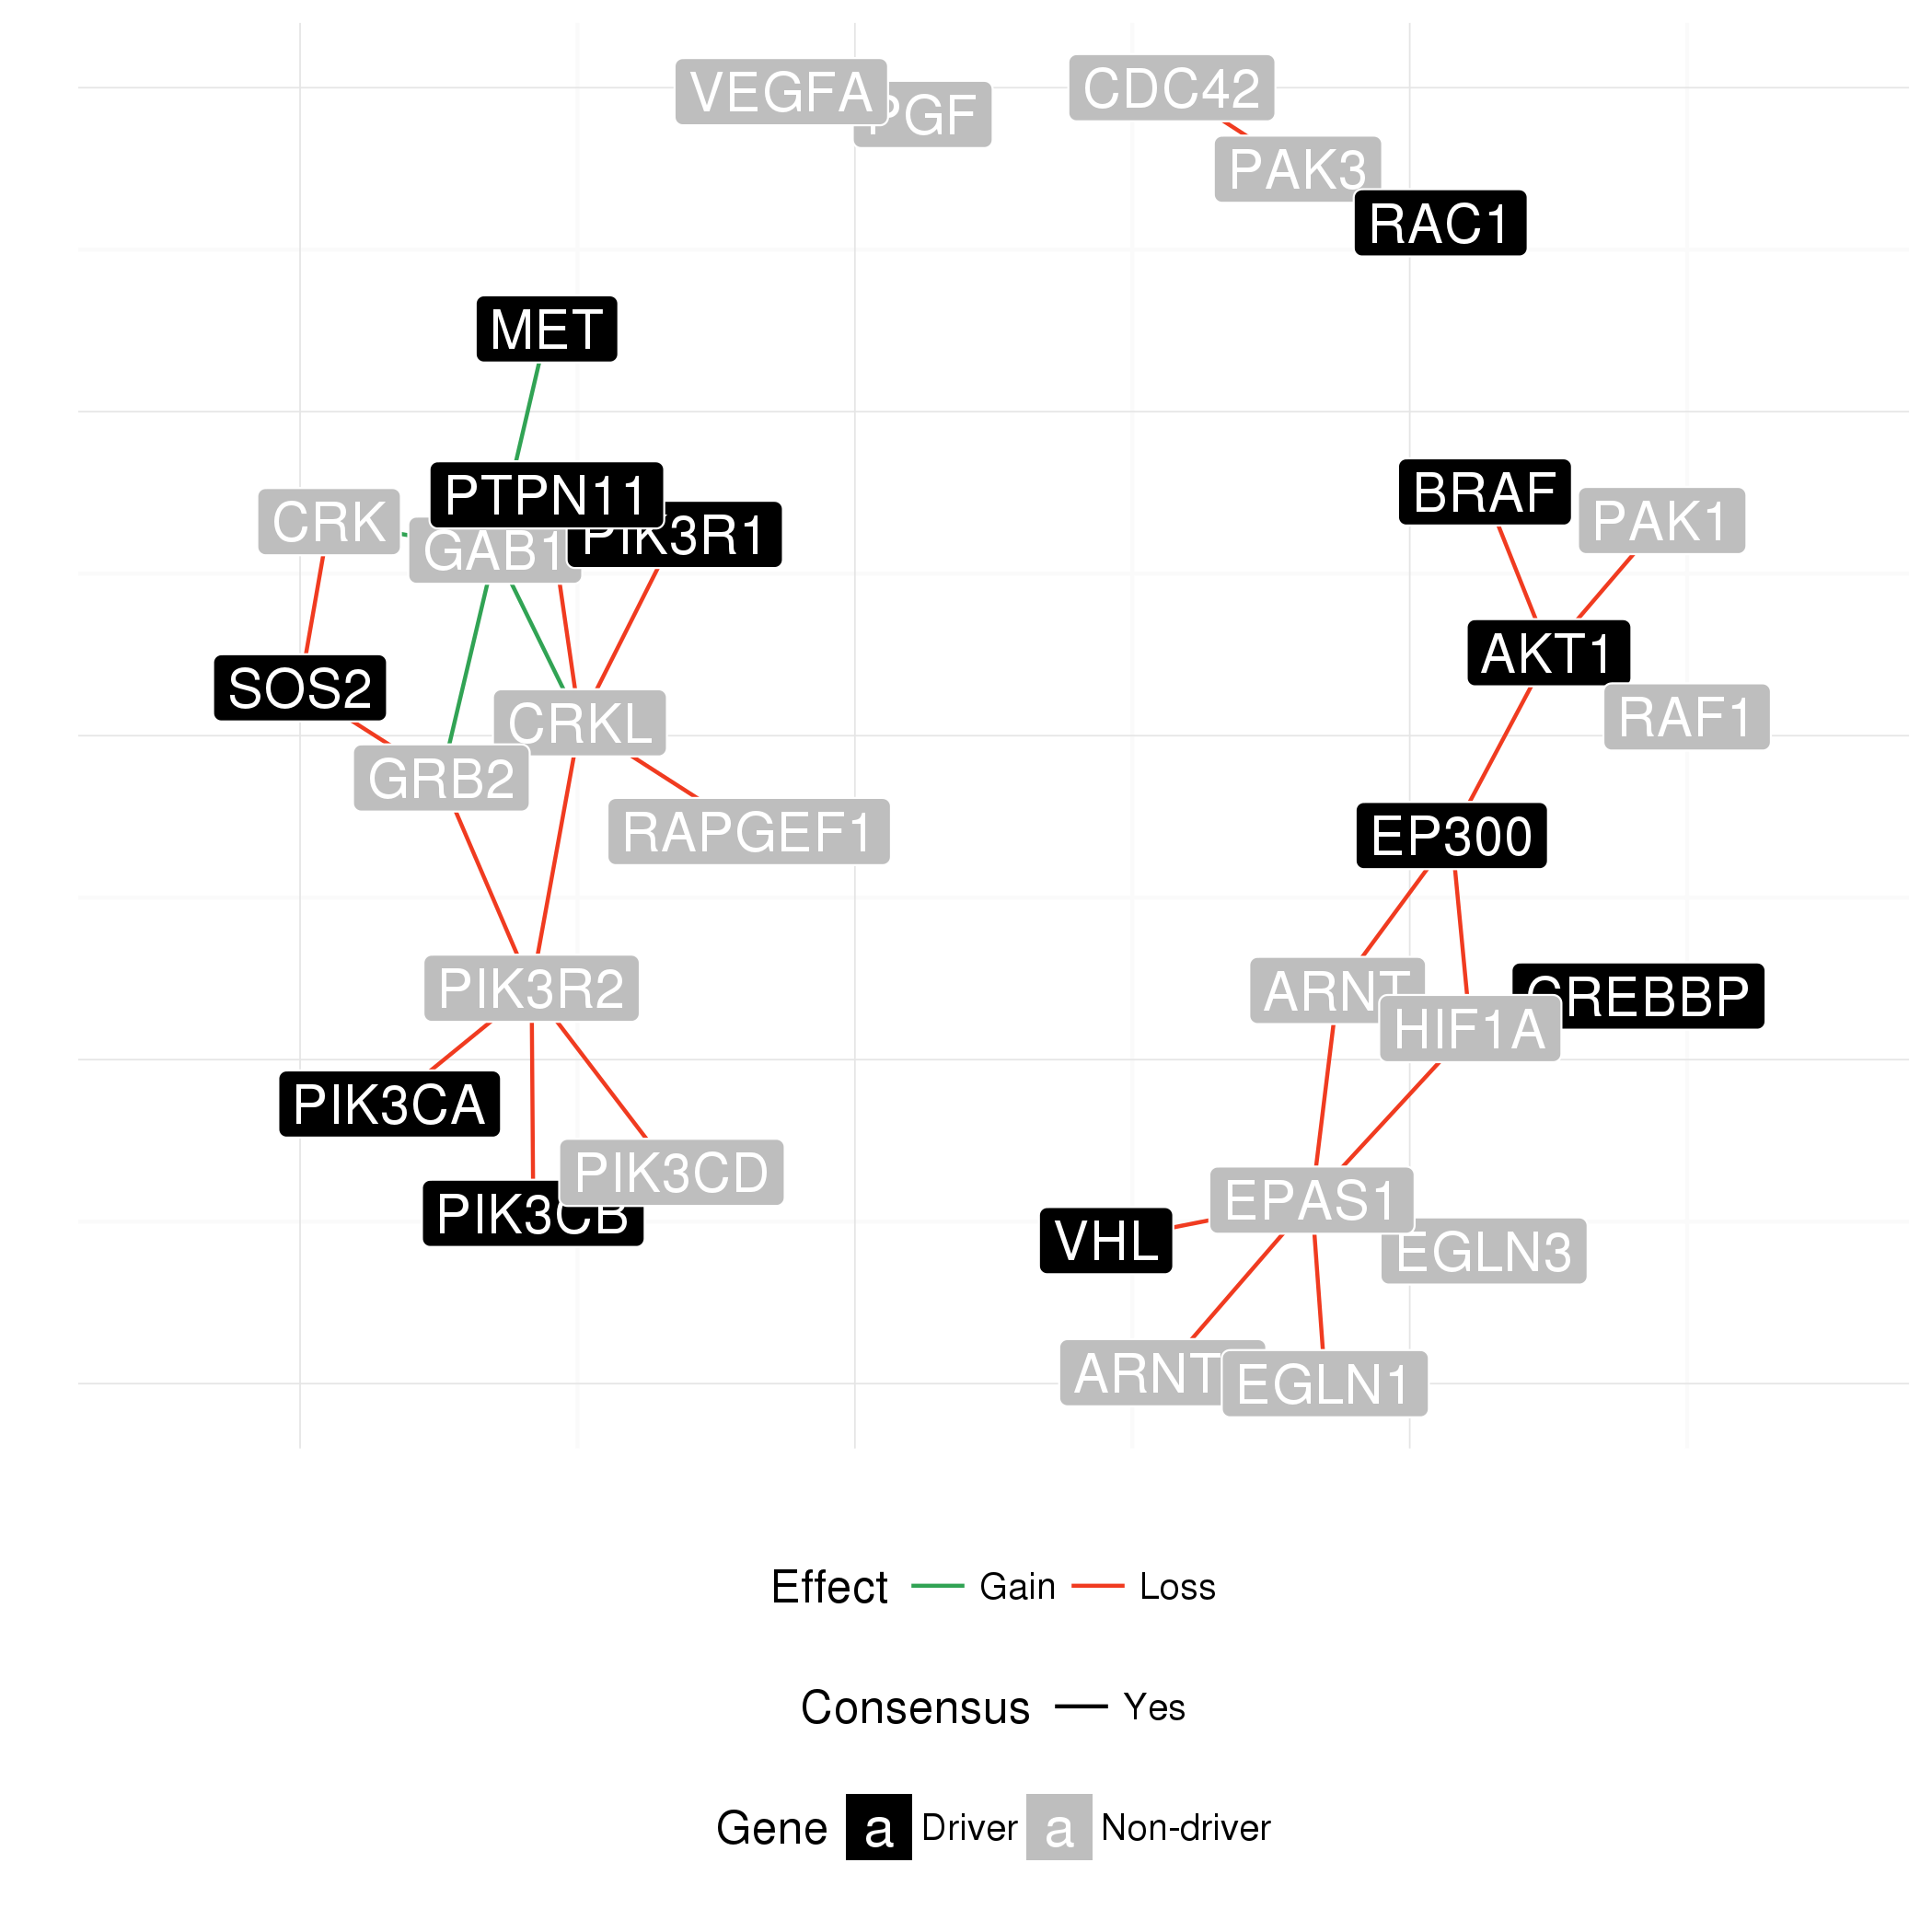 VEGFA
PGF
CDC42
PAK3
RAC1
MET
PTPN11
PIK3R1
CRK
GAB1
BRAF
PAK1
AKT1
SOS2
RAF1
CRKL
GRB2
RAPGEF1
EP300
PIK3R2
ARNT
CREBBP
HIF1A
PIK3CA
PIK3CD
PIK3CB
EPAS1
VHL
EGLN3
ARNT
EGLN1
Effect Gain Loss
Consensus Yes
Gene a Driver a Non-driver